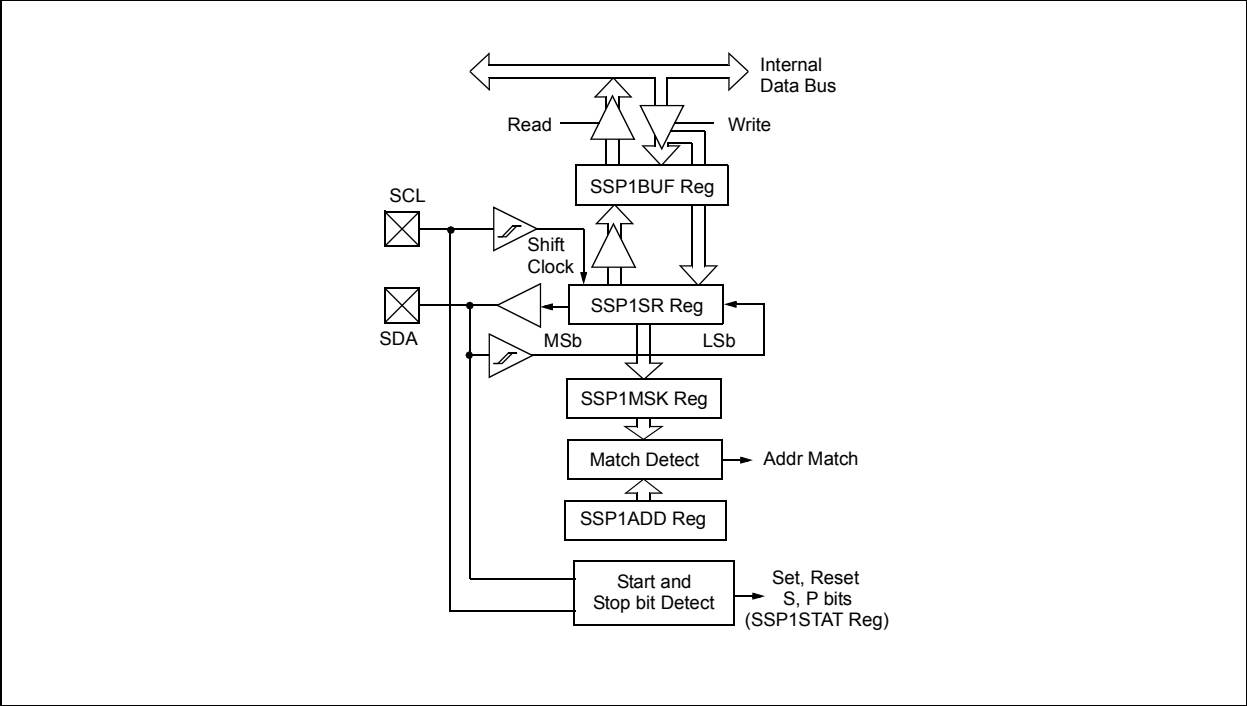 Internal
Data Bus
Read
Write
SSP1BUF Reg
SCL
Shift
Clock
SSP1SR Reg
SDA
MSb
LSb
SSP1MSK Reg
Match Detect
Addr Match
SSP1ADD Reg
Start and
Stop bit Detect
Set, Reset
S, P bits
(SSP1STAT Reg)